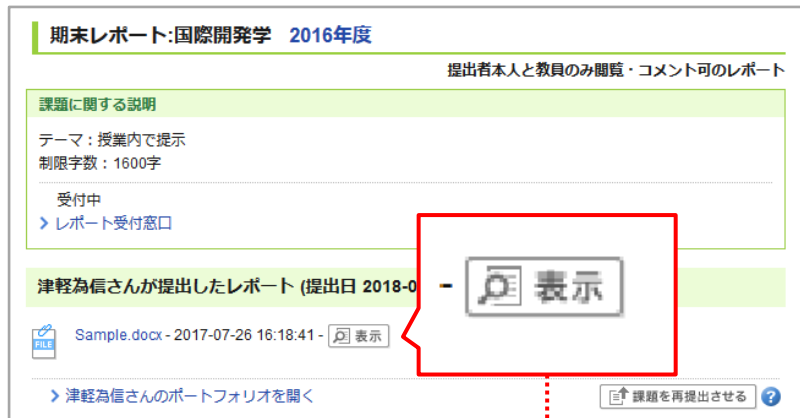 期末レポート:国際開発学 2016年度
提出者本人と教員のみ閲覧・コメント可のレポート
課題に関する説明
テーマ：授業内で提示
制限字数：1600字
受付中
レポート受付窓口
津軽為信さんが提出したレポート (提出日 2018-0
- 表示
FILE
Sample.docx - 2017-07-26 16:18:41 - 表示
津軽為信さんのポートフォリオを開く
課題を再提出させる ?